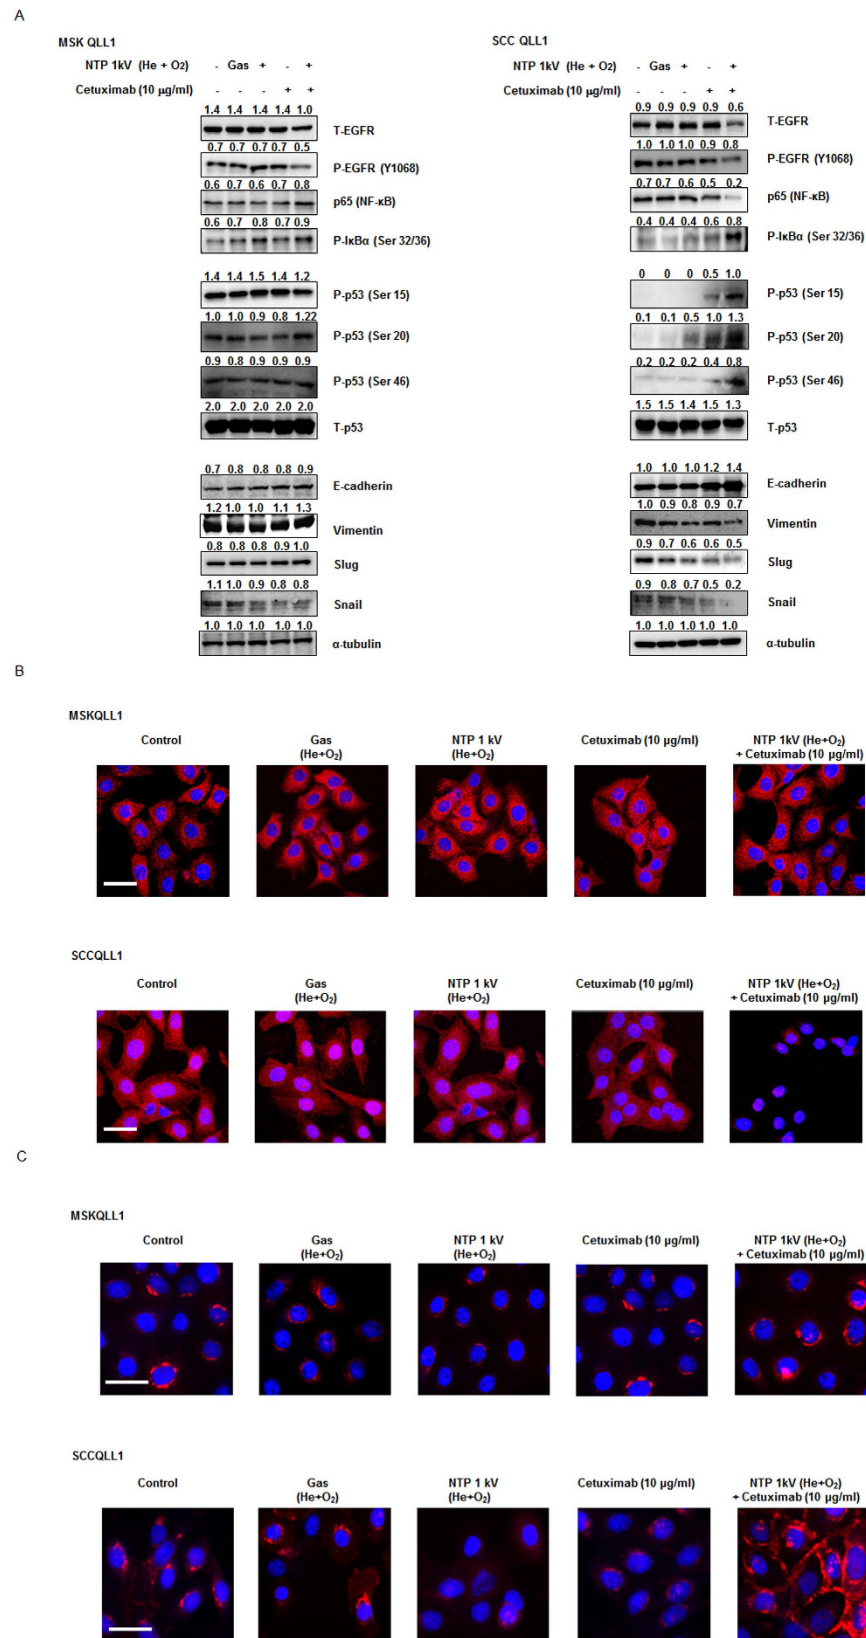 A
MSK QLL1
NTP 1kV (He + O2) - Gas + - +
Cetuximab (10 µg/ml) - - - + +
1.4 1.4 1.4 1.4 1.0
T-EGFR
0.7 0.7 0.7 0.7 0.5
P-EGFR (Y1068)
0.6 0.7 0.6 0.7 0.8
p65 (NF-κB)
0.6 0.7 0.8 0.7 0.9
P-IκBα (Ser 32/36)
1.4 1.4 1.5 1.4 1.2
P-p53 (Ser 15)
1.0 1.0 0.9 0.8 1.22
P-p53 (Ser 20)
0.9 0.8 0.9 0.9 0.9
P-p53 (Ser 46)
2.0 2.0 2.0 2.0 2.0
T-p53
0.7 0.8 0.8 0.8 0.9
E-cadherin
1.2 1.0 1.0 1.1 1.3
Vimentin
0.8 0.8 0.8 0.9 1.0
Slug
1.1 1.0 0.9 0.8 0.8
Snail
1.0 1.0 1.0 1.0 1.0
α-tubulin
SCC QLL1
NTP 1kV (He + O2) - Gas + - +
Cetuximab (10 µg/ml) - - - + +
0.9 0.9 0.9 0.9 0.6
T-EGFR
1.0 1.0 1.0 0.9 0.8
P-EGFR (Y1068)
0.7 0.7 0.6 0.5 0.2
p65 (NF-κB)
0.4 0.4 0.4 0.6 0.8
P-IκBα (Ser 32/36)
0 0 0 0.5 1.0
P-p53 (Ser 15)
0.1 0.1 0.5 1.0 1.3
P-p53 (Ser 20)
0.2 0.2 0.2 0.4 0.8
P-p53 (Ser 46)
1.5 1.5 1.4 1.5 1.3
T-p53
1.0 1.0 1.0 1.2 1.4
E-cadherin
1.0 0.9 0.8 0.9 0.7
Vimentin
0.9 0.7 0.6 0.6 0.5
Slug
0.9 0.8 0.7 0.5 0.2
Snail
1.0 1.0 1.0 1.0 1.0
α-tubulin
B
MSKQLL1
Control
Gas
(He+O2)
NTP 1 kV
(He+O2)
Cetuximab (10 µg/ml)
NTP 1kV (He+O2)
+ Cetuximab (10 µg/ml)
SCCQLL1
Control
Gas
(He+O2)
NTP 1 kV
(He+O2)
Cetuximab (10 µg/ml)
NTP 1kV (He+O2)
+ Cetuximab (10 µg/ml)
C
MSKQLL1
Control
Gas
(He+O2)
NTP 1 kV
(He+O2)
Cetuximab (10 µg/ml)
NTP 1kV (He+O2)
+ Cetuximab (10 µg/ml)
SCCQLL1
Control
Gas
(He+O2)
NTP 1 kV
(He+O2)
Cetuximab (10 µg/ml)
NTP 1kV (He+O2)
+ Cetuximab (10 µg/ml)